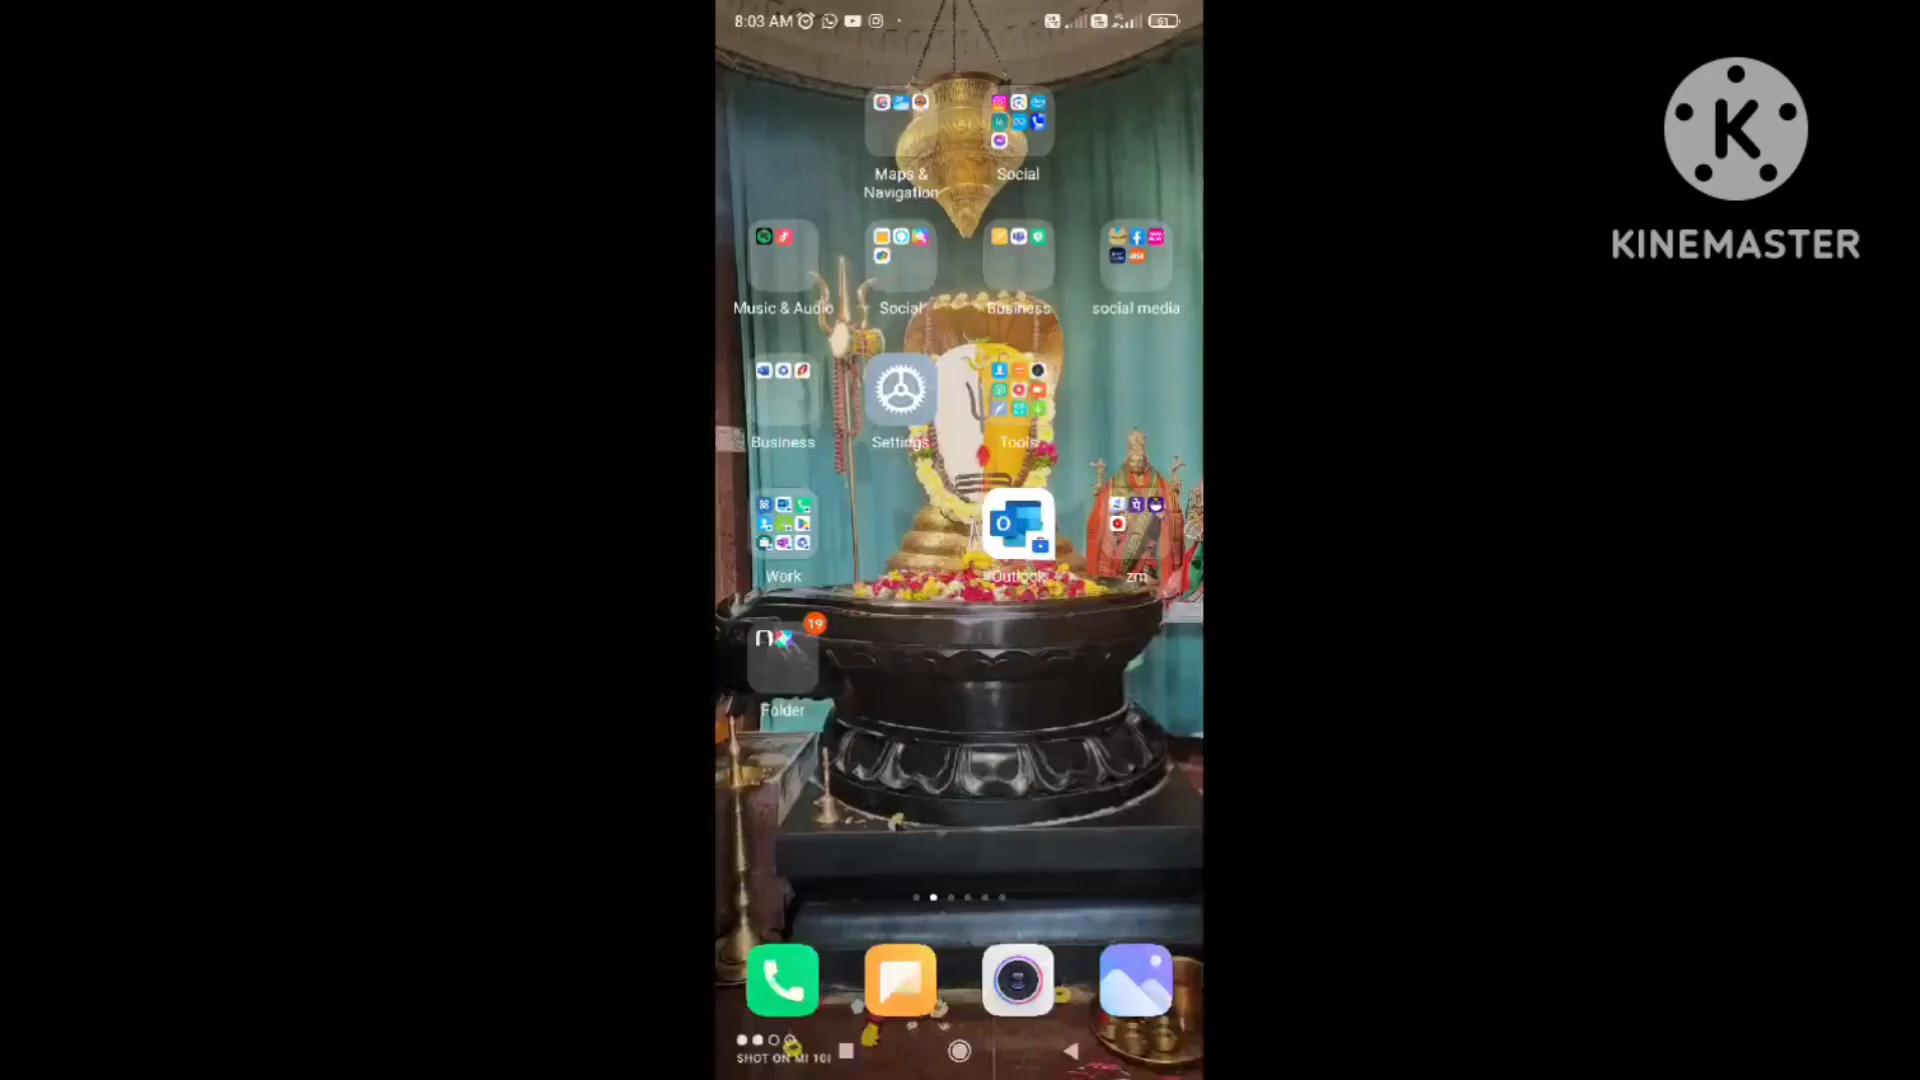 8:03 AM
61
Maps &
Navigation
Social
Music & Audio
Social
Business
social media
Business
Settings
Tools
Work
Outlook
zm
19
Folder
SHOT ON MI 10I
K
KINEMASTER